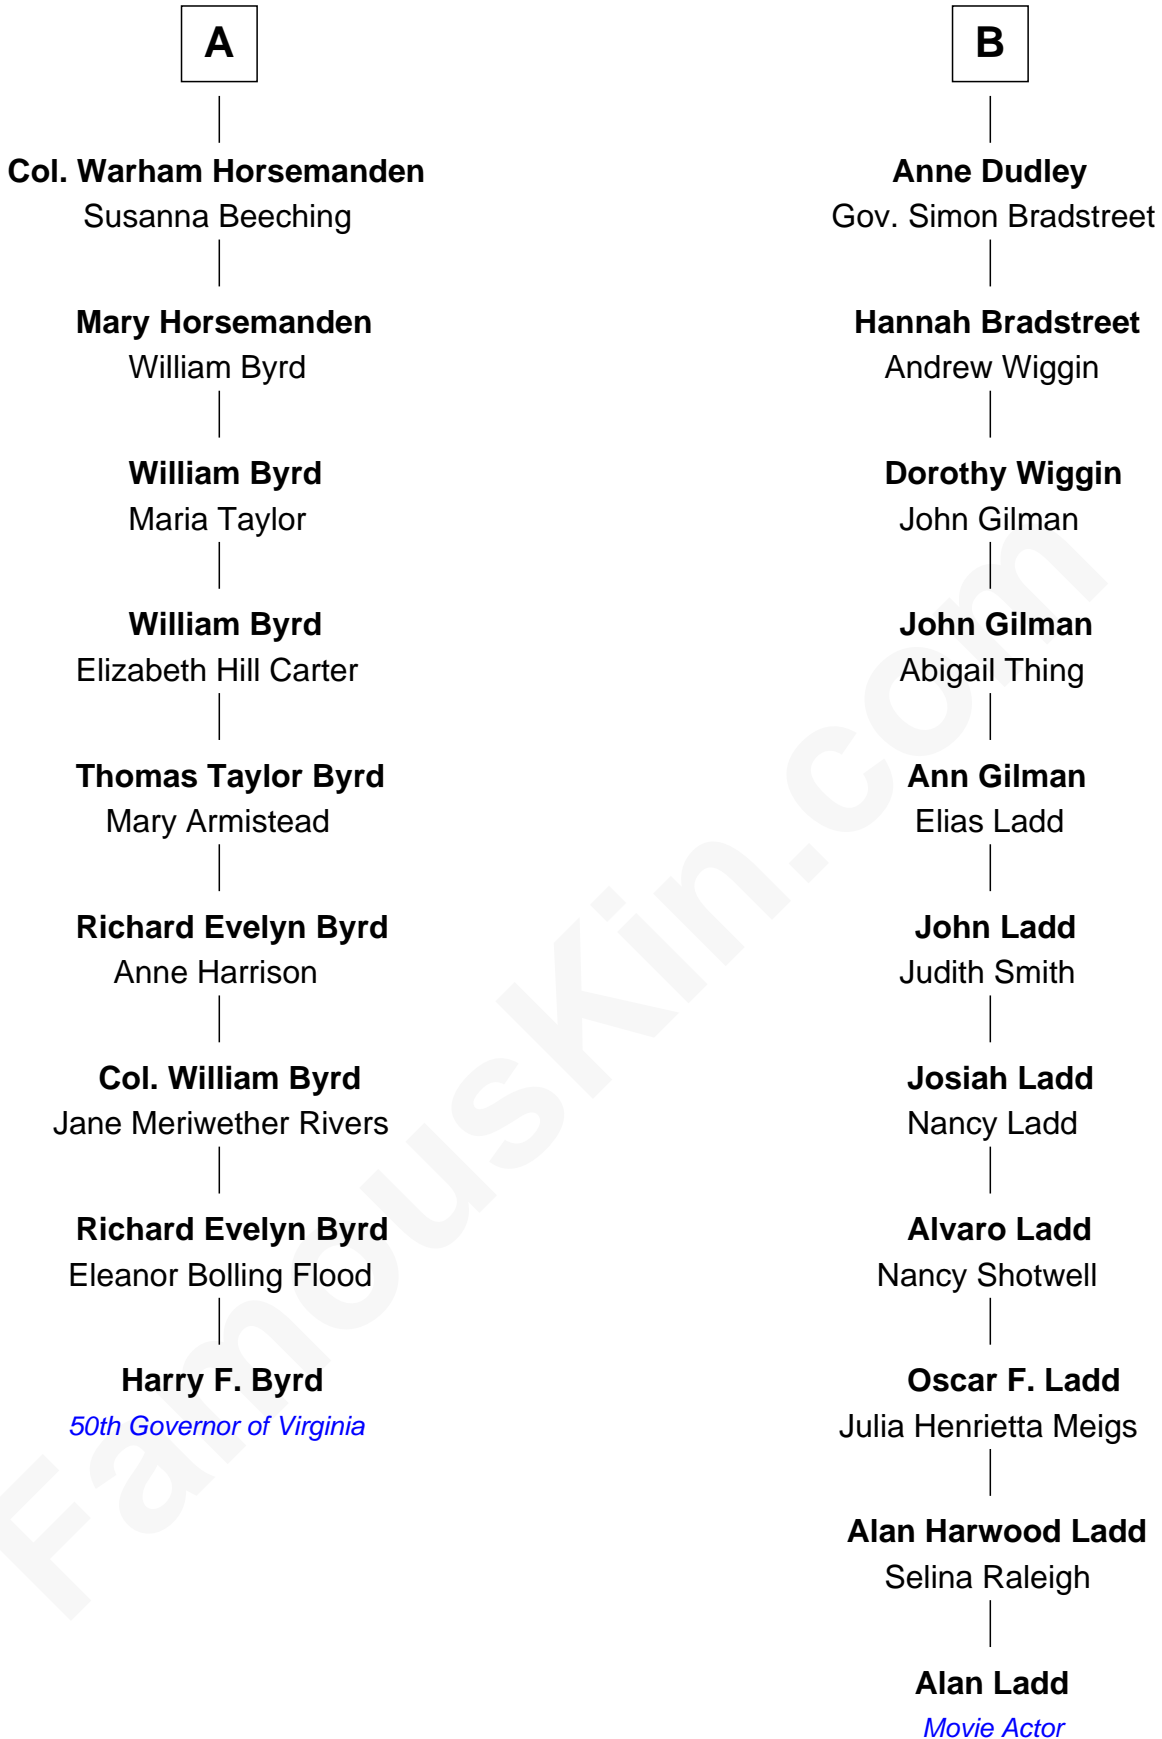 A
Col. Warham Horsemanden
Susanna Beeching
Mary Horsemanden
William Byrd
William Byrd
Maria Taylor
William Byrd
Elizabeth Hill Carter
Thomas Taylor Byrd
Mary Armistead
Richard Evelyn Byrd
Anne Harrison
Col. William Byrd
Jane Meriwether Rivers
Richard Evelyn Byrd
Eleanor Bolling Flood
Harry F. Byrd
50th Governor of Virginia
B
Anne Dudley
Gov. Simon Bradstreet
Hannah Bradstreet
Andrew Wiggin
Dorothy Wiggin
John Gilman
John Gilman
Abigail Thing
Ann Gilman
Elias Ladd
John Ladd
Judith Smith
Josiah Ladd
Nancy Ladd
Alvaro Ladd
Nancy Shotwell
Oscar F. Ladd
Julia Henrietta Meigs
Alan Harwood Ladd
Selina Raleigh
Alan Ladd
Movie Actor
FamousKin.com